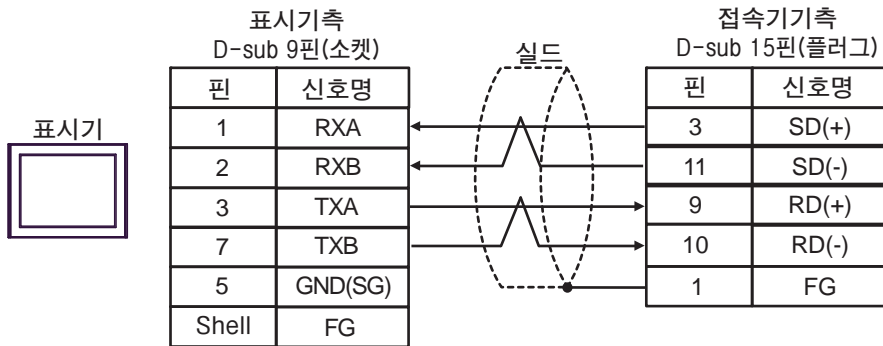 표시기측
D-sub 9핀(소켓)
실드
접속기기측
D-sub 15핀(플러그)
표시기
핀 신호명
1 RXA
2 RXB
3 TXA
7 TXB
5 GND(SG)
Shell FG
핀 신호명
3 SD(+)
11 SD(-)
9 RD(+)
10 RD(-)
1 FG